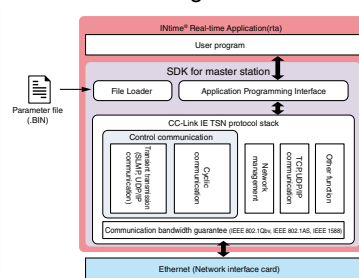 INtime® Real-time Application(rta)
User program
SDK for master station
File Loader
Application Programming Interface
Parameter file
(.BIN)
CC-Link IE TSN protocol stack
Control communication
Transient transmission
(SLMP, UDP/IP
communication)
Cyclic
communication
Network
management
TCP,UDP/IP
communication
Other function
Communication bandwidth guarantee (IEEE 802.1Qbv, IEEE 802.1AS, IEEE 1588)
Ethernet (Network interface card)